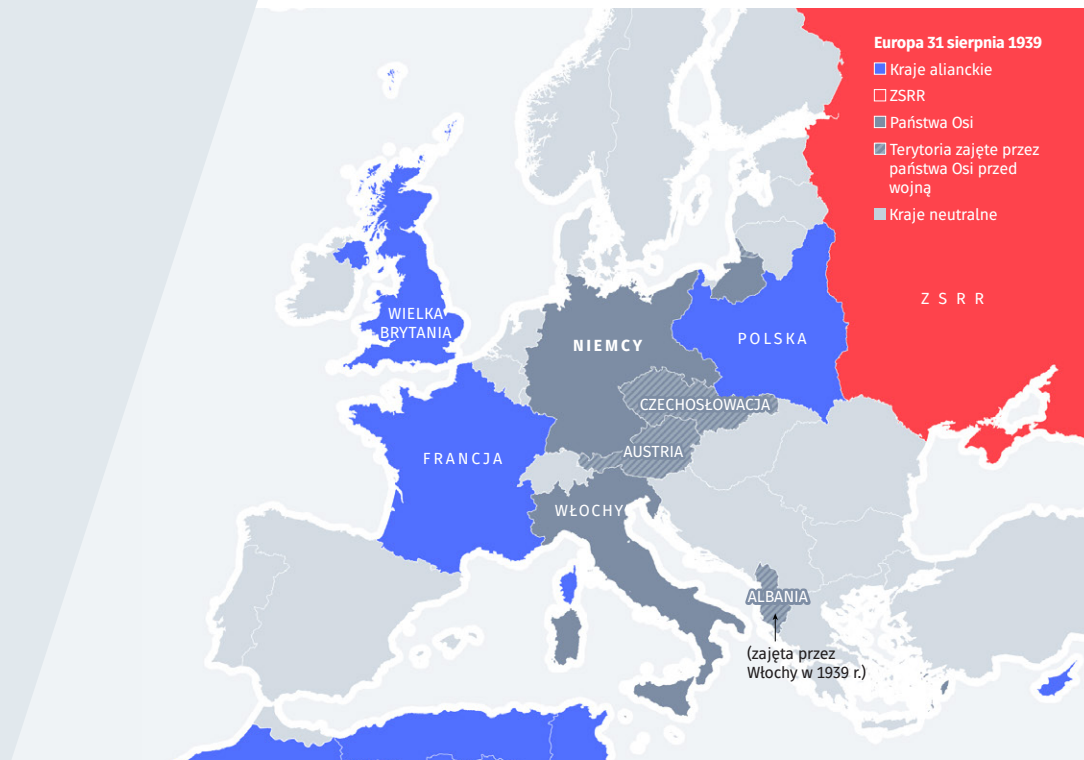 Europa 31 sierpnia 1939
Kraje alianckie
ZSRR
Państwa Osi
Terytoria zajęte przez
państwa Osi przed
wojną
Kraje neutralne
ZSRR
WIELKA
BRYTANIA
NIEMCY
POLSKA
CZECHOSŁOWACJA
AUSTRIA
FRANCJA
WŁOCHY
ALBANIA
(zajęta przez
Włochy w 1939 r.)